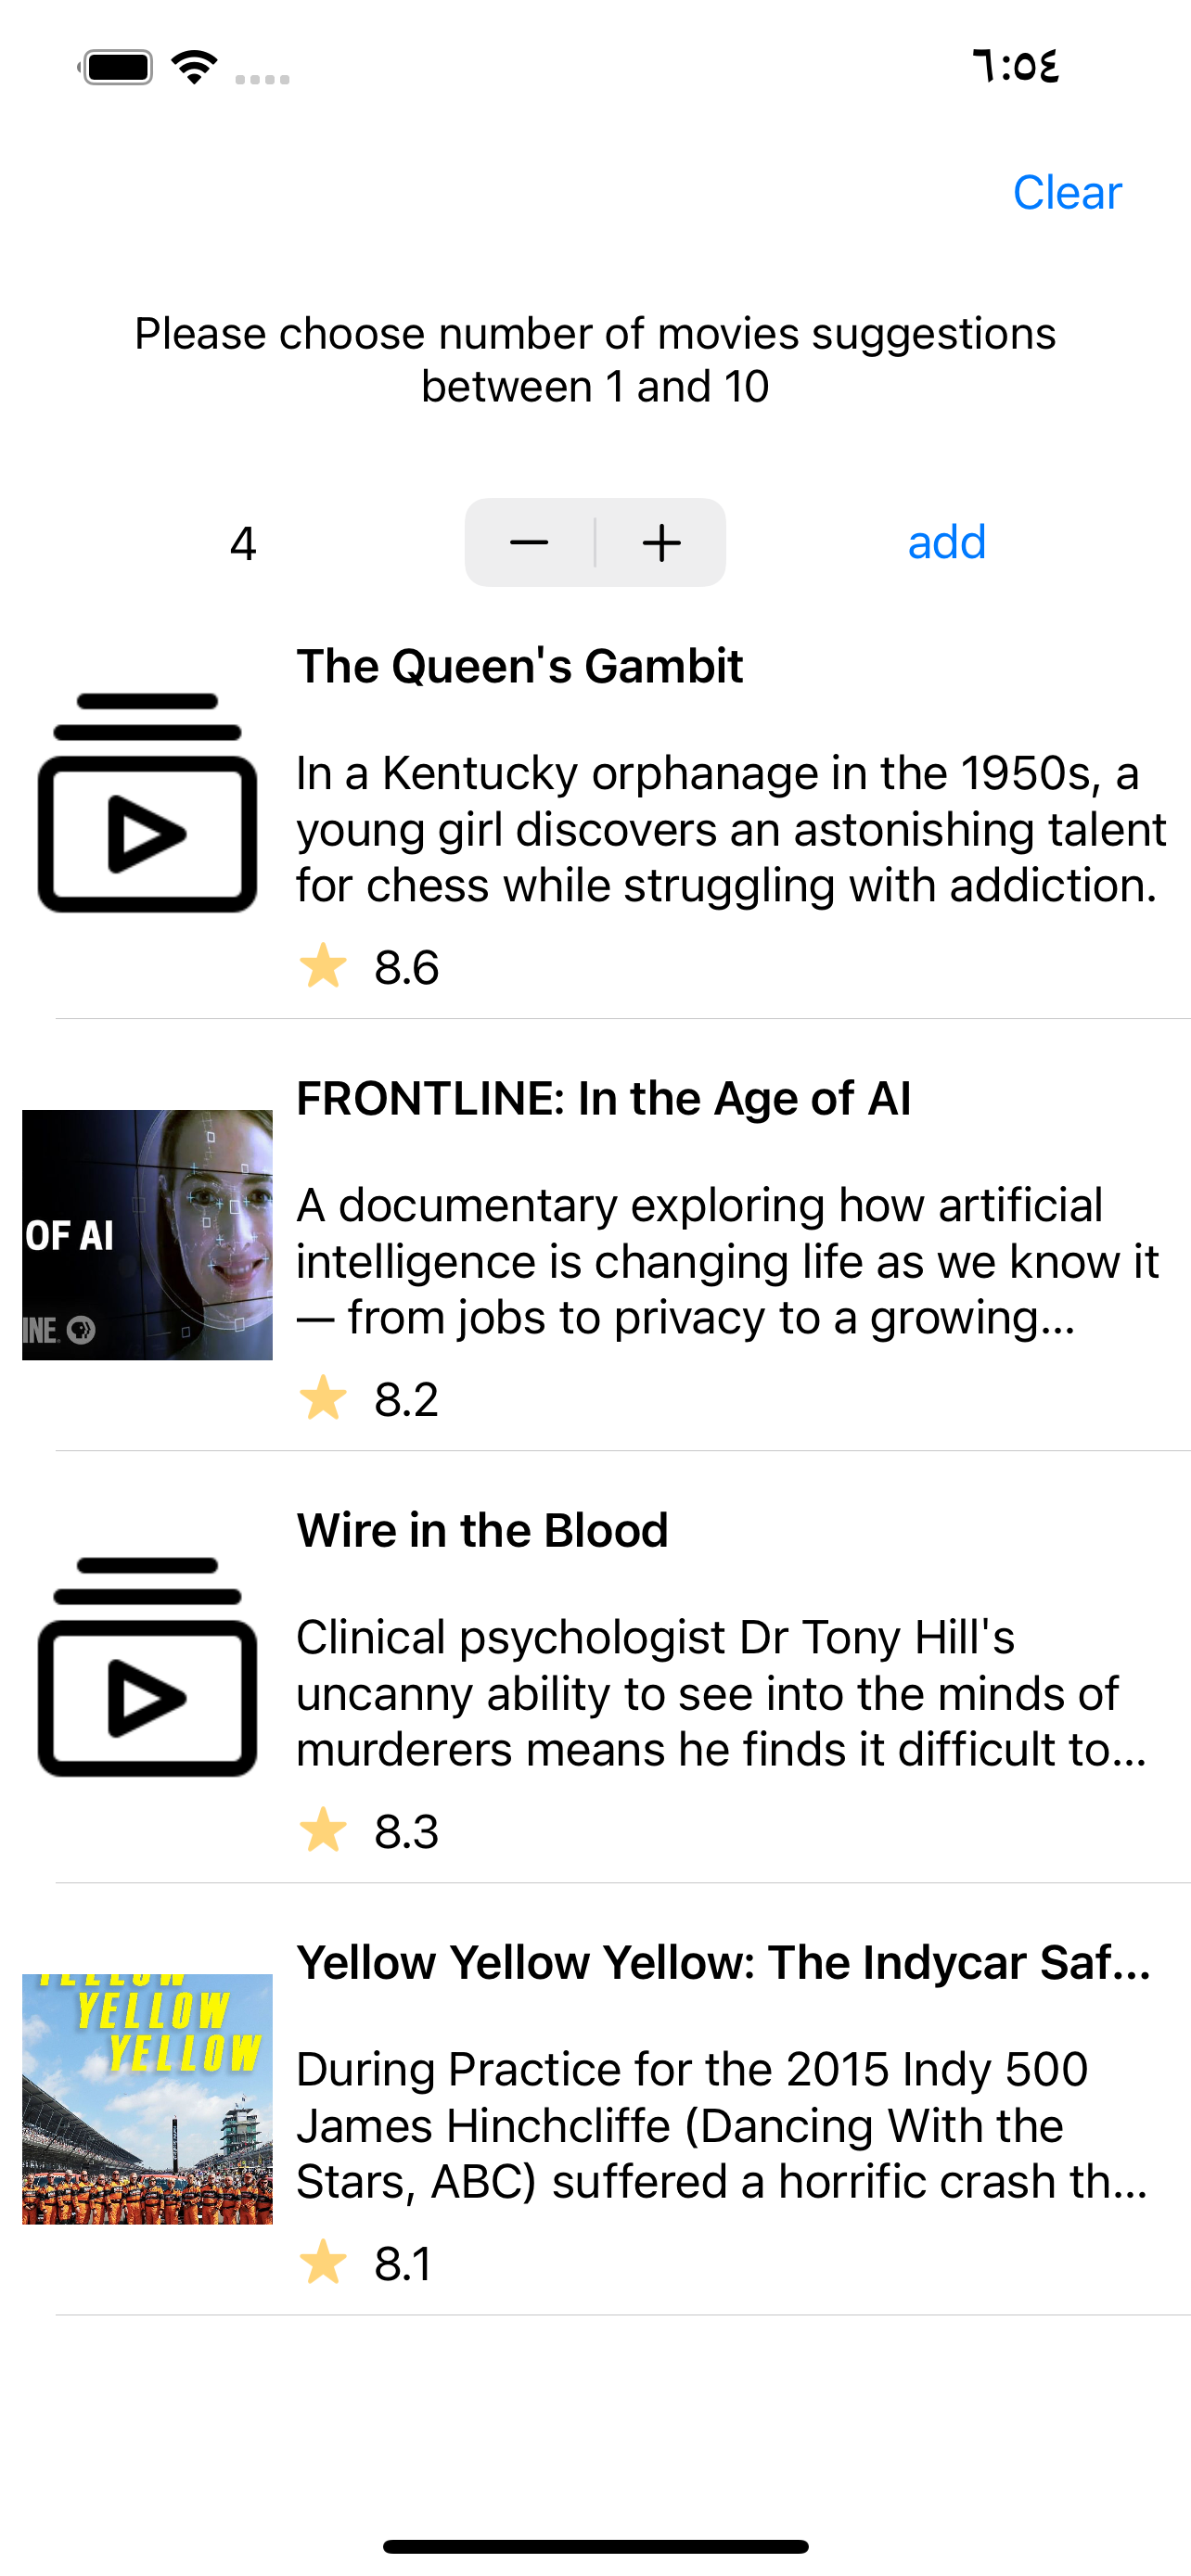 ٦:٥٤
Clear
Please choose number of movies suggestions
between 1 and 10
4
add
The Queen's Gambit
In a Kentucky orphanage in the 1950s, a
young girl discovers an astonishing talent
for chess while struggling with addiction.
8.6
FRONTLINE: In the Age of AI
A documentary exploring how artificial
intelligence is changing life as we know it
— from jobs to privacy to a growing...
8.2
OF AI
INE.
Wire in the Blood
Clinical psychologist Dr Tony Hill's
uncanny ability to see into the minds of
murderers means he finds it difficult to...
8.3
Yellow Yellow Yellow: The Indycar Saf...
During Practice for the 2015 Indy 500
James Hinchcliffe (Dancing With the
Stars, ABC) suffered a horrific crash th...
8.1
YELLOW
YELLOW
YELLOW